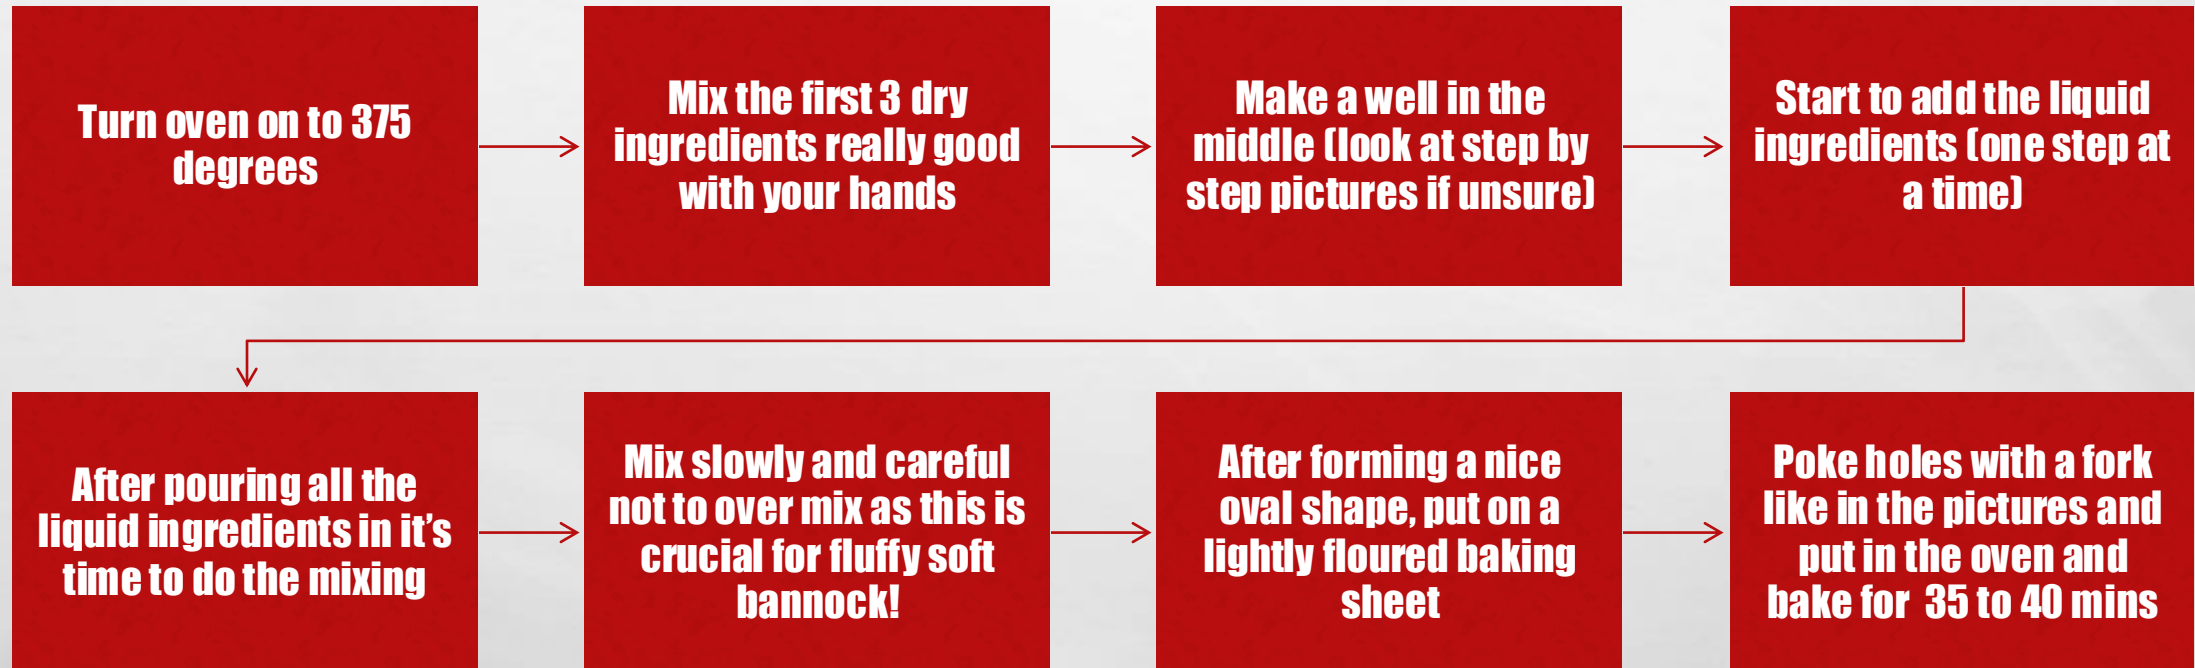 Turn oven on to 375
degrees
Mix the first 3 dry
ingredients really good
with your hands
Make a well in the
middle (look at step by
step pictures if unsure)
Start to add the liquid
ingredients (one step at
a time)
After pouring all the
liquid ingredients in it’s
time to do the mixing
Mix slowly and careful
not to over mix as this is
crucial for fluffy soft
bannock!
After forming a nice
oval shape, put on a
lightly floured baking
sheet
Poke holes with a fork
like in the pictures and
put in the oven and
bake for 35 to 40 mins